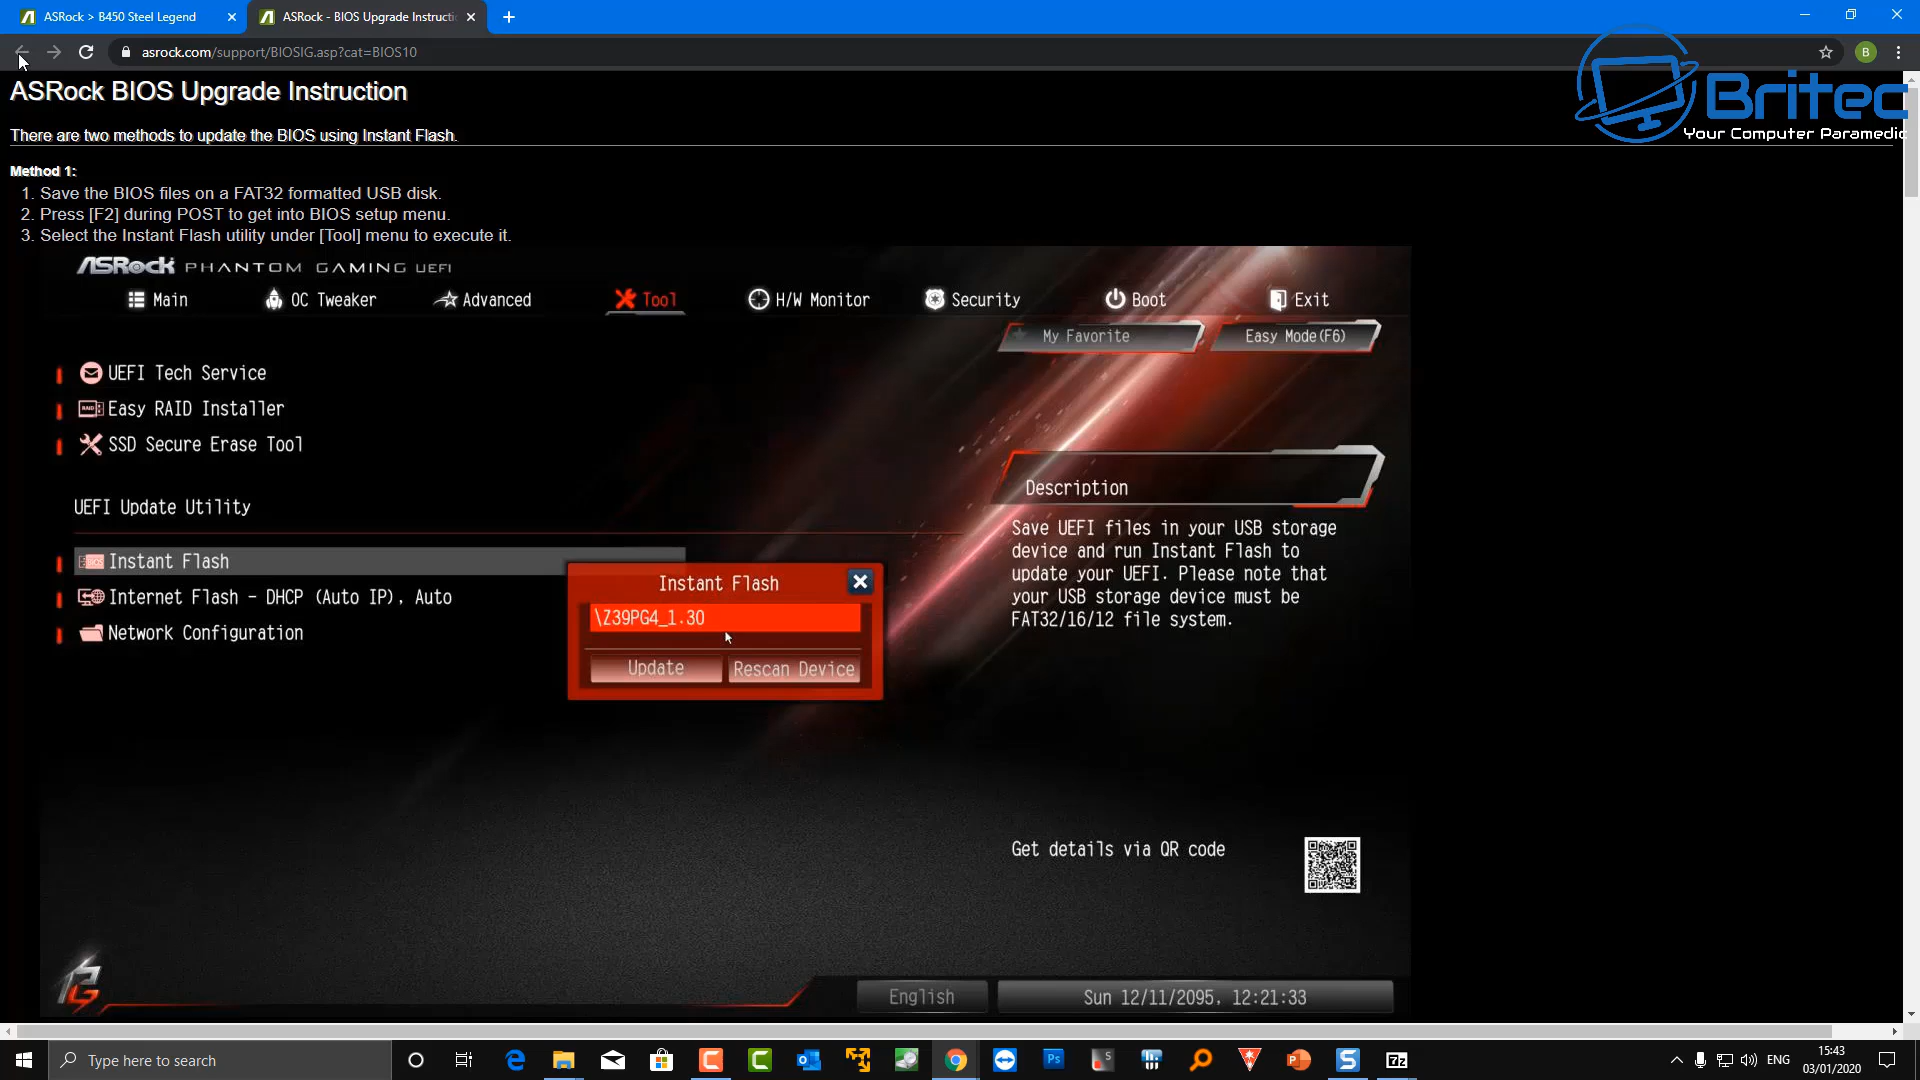 ASRock > B450 Steel Legend
ASRock - BIOS Upgrade Instructi
asrock.com/support/BIOSIG.asp?cat=BIOS10
B
Britec
Your Computer Paramedic
ASRock BIOS Upgrade Instruction
There are two methods to update the BIOS using Instant Flash.
Method 1:
1. Save the BIOS files on a FAT32 formatted USB disk.
2. Press [F2] during POST to get into BIOS setup menu.
3. Select the Instant Flash utility under [Tool] menu to execute it.
ASRock PHANTOM GAMING UEFI
Main
OC Tweaker
Advanced
Tool
H/W Monitor
Security
Boot
Exit
My Favorite
Easy Mode(F6)
UEFI Tech Service
Easy RAID Installer
SSD Secure Erase Tool
UEFI Update Utility
Instant Flash
Internet Flash - DHCP (Auto IP), Auto
Network Configuration
Instant Flash
\Z39PG4_1.30
Update
Rescan Device
Description
Save UEFI files in your USB storage
device and run Instant Flash to
update your UEFI. Please note that
your USB storage device must be
FAT32/16/12 file system.
Get details via QR code
English
Sun 12/11/2095, 12:21:33
Type here to search
Ps
S
S
7z
ENG
15:43
03/01/2020